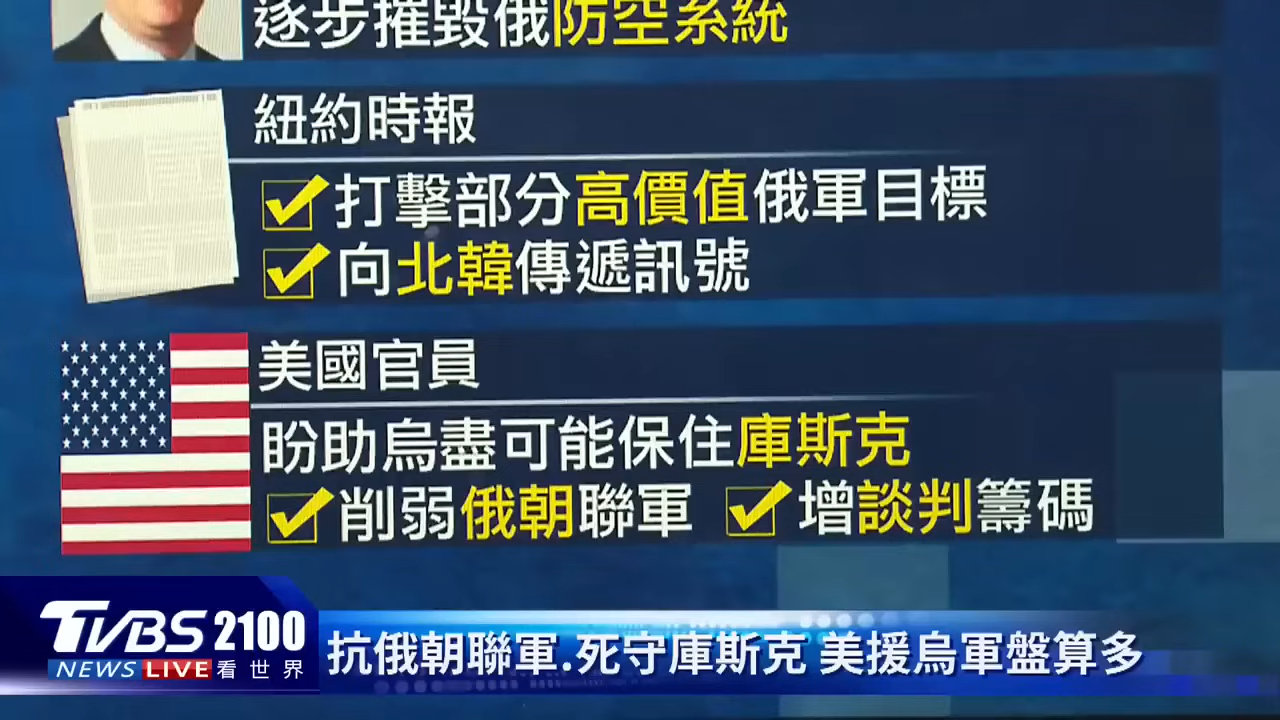 逐步摧毀俄防空系統
紐約時報
打擊部分高價值俄軍目標
向北韓傳遞訊號
美國官員
盼助烏盡可能保住庫斯克
削弱俄朝聯軍 增談判籌碼
TVBS 2100
NEWS LIVE 看世界
抗俄朝聯軍.死守庫斯克 美援烏軍盤算多